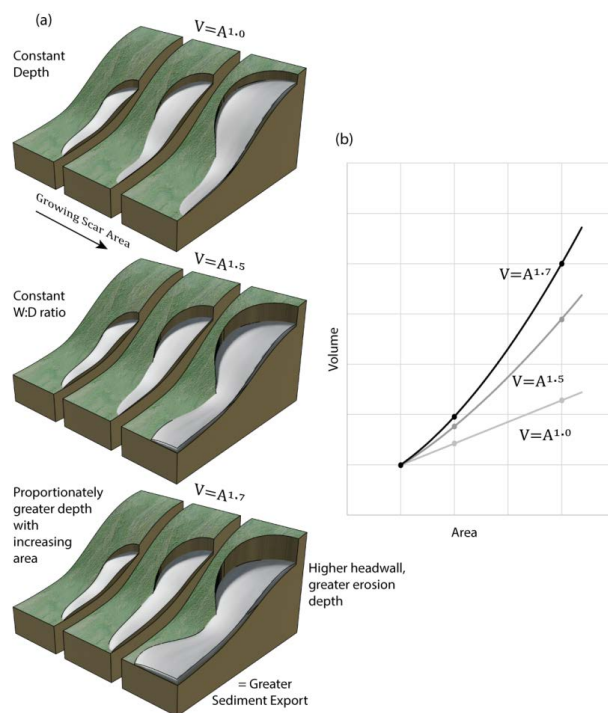 (a)
V=A1.0
Constant
Depth
Growing Scar Area
V=A1.5
Constant
W:D ratio
V=A1.7
Proportionately
greater depth
with
increasing
area
Higher headwall,
greater erosion
depth
= Greater
Sediment Export
(b)
Volume
V=A1.7
V=A1.5
V=A1.0
Area